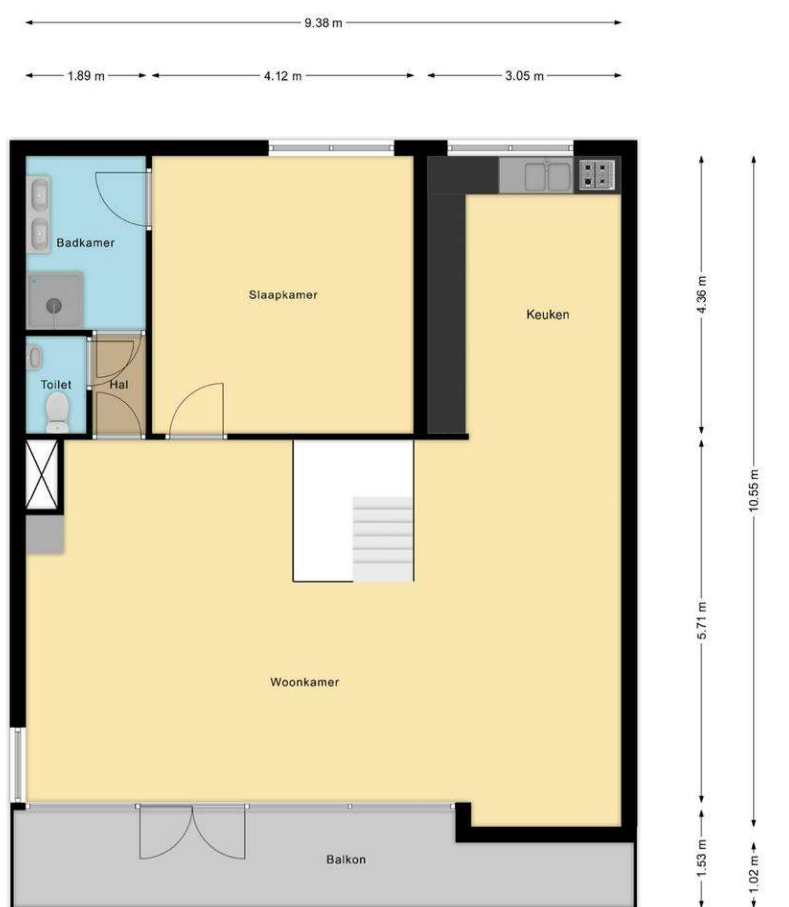 9.38 m
1.89 m
4.12 m
3.05 m
Badkamer
Slaapkamer
Keuken
4.36 m
Toilet
Hal
10.55 m
5.71 m
Woonkamer
Balkon
1.53 m
1.02 m